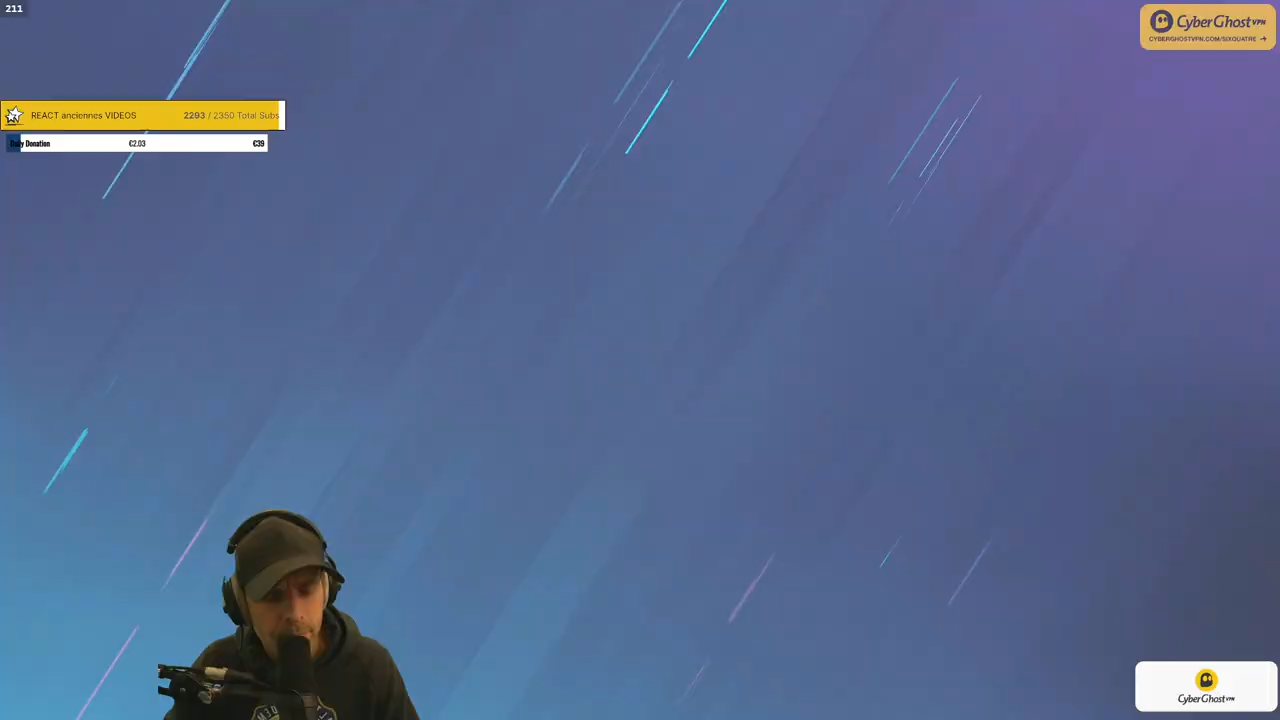 211
CyberGhost VPN
CYBERGHOSTVPN.COM/SIXQUATRE
REACT anciennes VIDEOS 2293 / 2350 Total Subs
Donation €2.03 €39
CyberGhost VPN